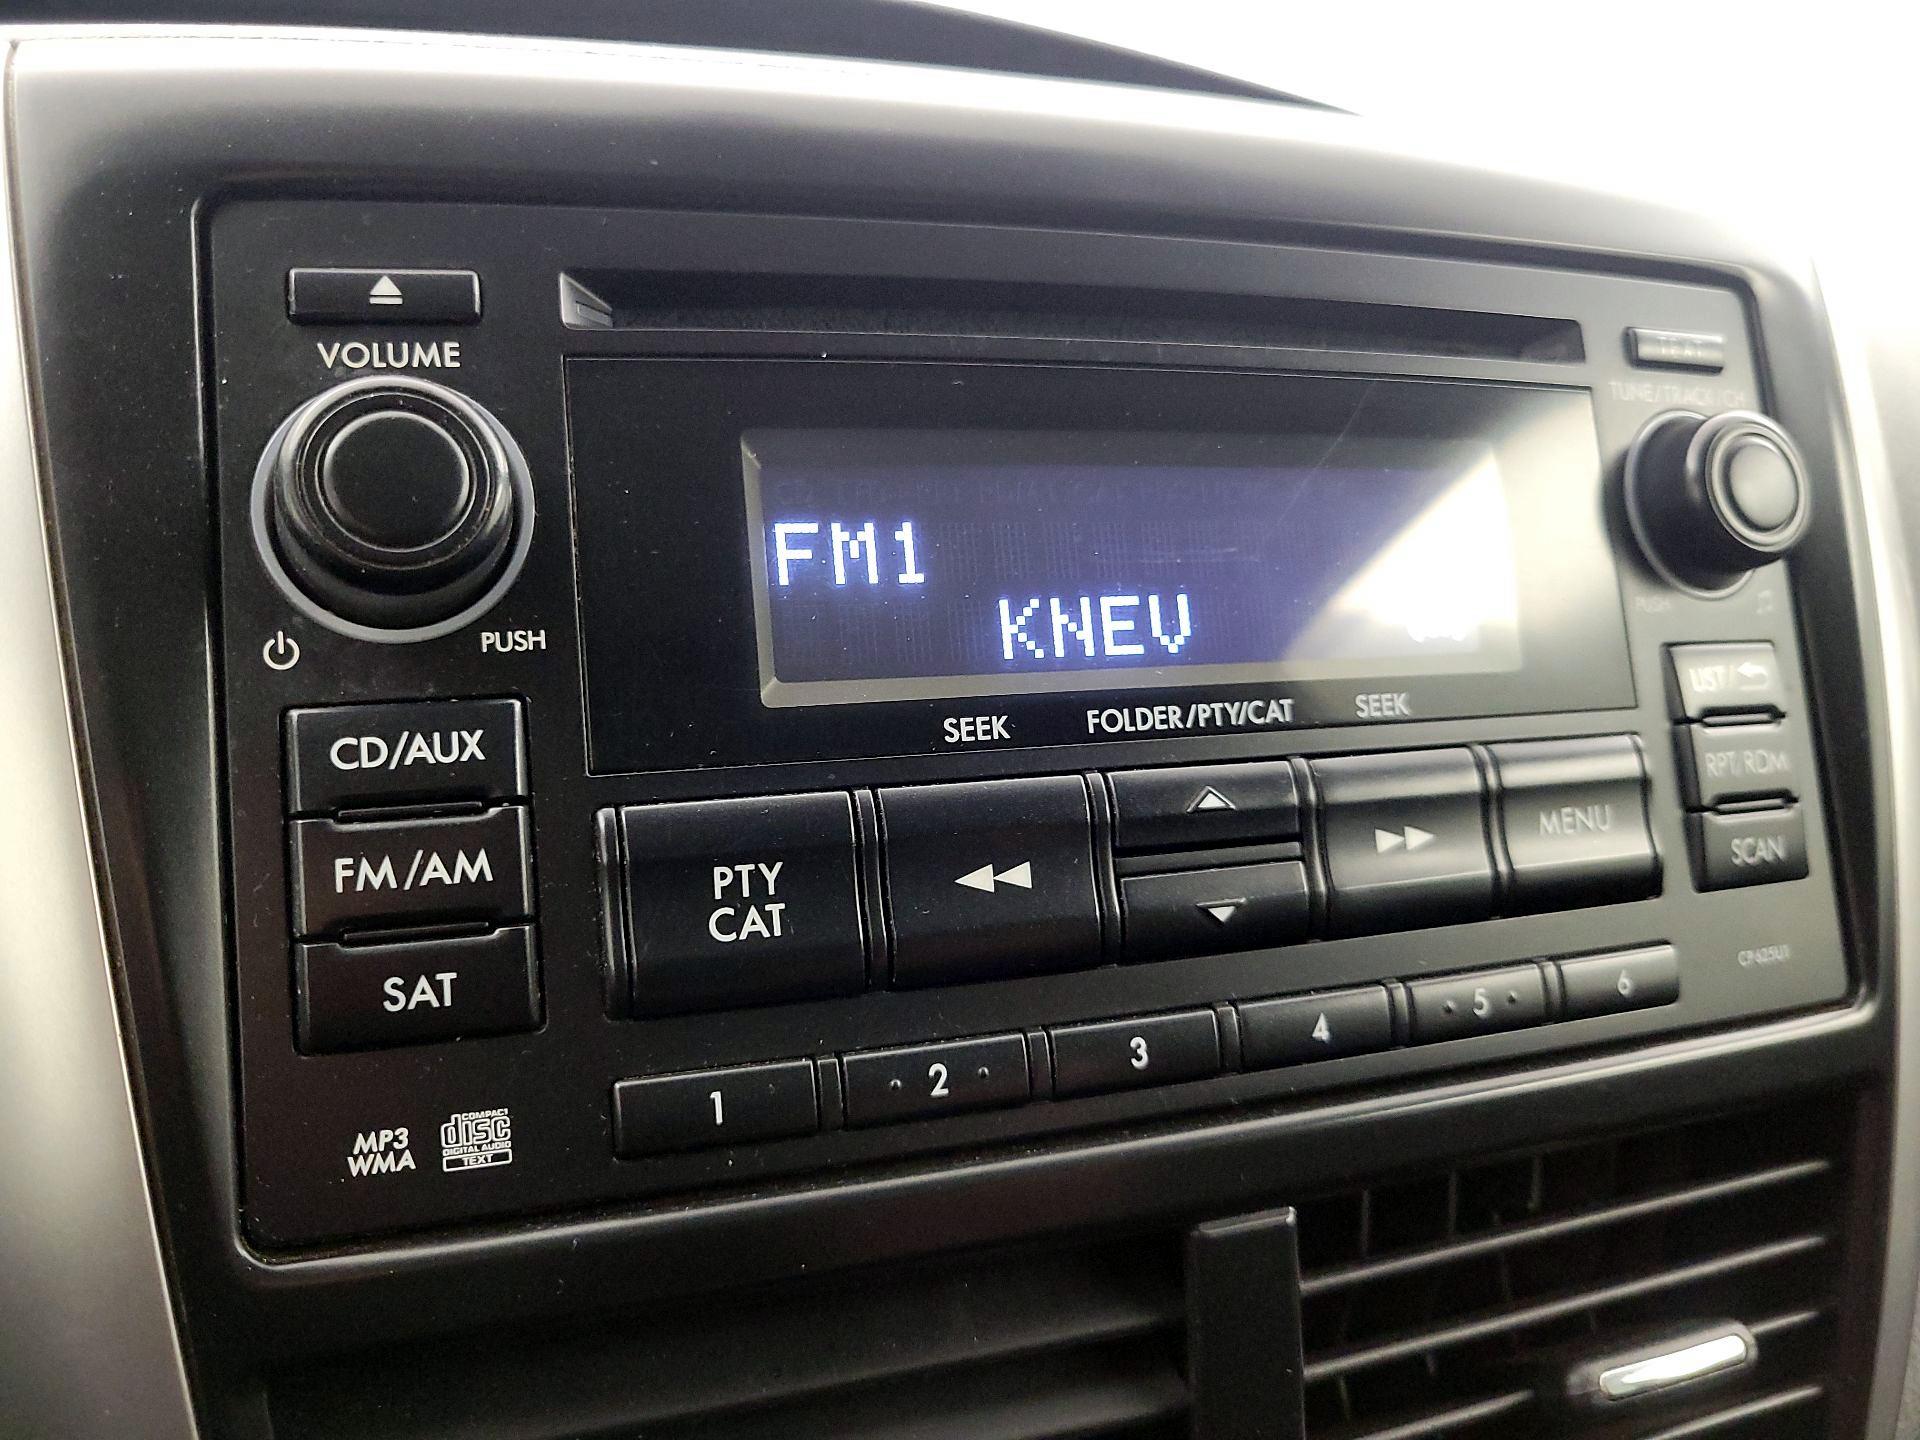 VOLUME
TEXT
TUNE/TRACK/CH
FM1
KNEV
PUSH
PUSH
SEEK
FOLDER/PTY/CAT
SEEK
LIST/
CD/AUX
RPT/RDM
MENU
SCAN
FM/AM
PTY
CAT
SAT
CP625U1
1
2
3
4
5
6
MP3
WMA
COMPACT
disc
DIGITAL AUDIO
TEXT